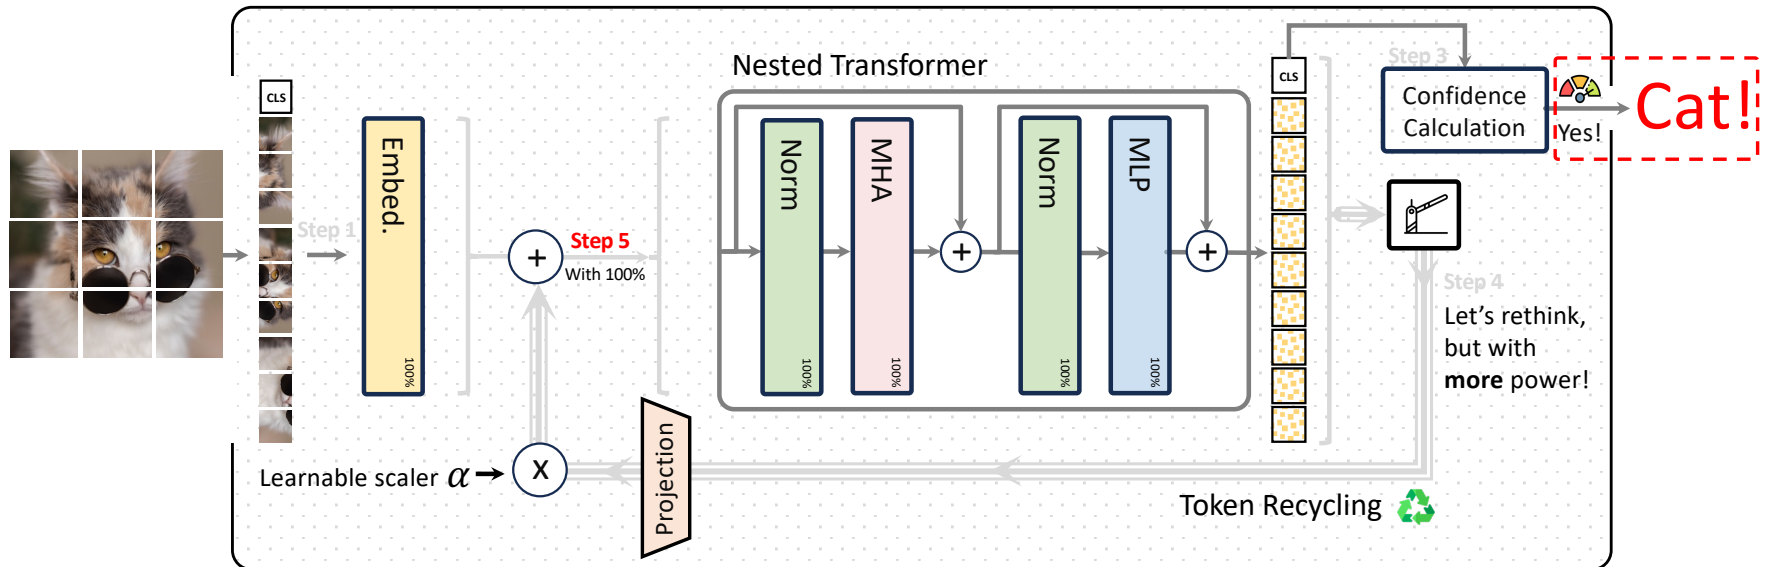 Nested Transformer
Step 3
CLS
CLS
Confidence
Calculation
Yes!
Cat!
Step 1
Embed.
100%
+
Step 5
With 100%
Norm
100%
MHA
100%
+
Norm
100%
MLP
100%
+
Step 4
Let's rethink,
but with
more power!
Learnable scaler α
X
Projection
Token Recycling